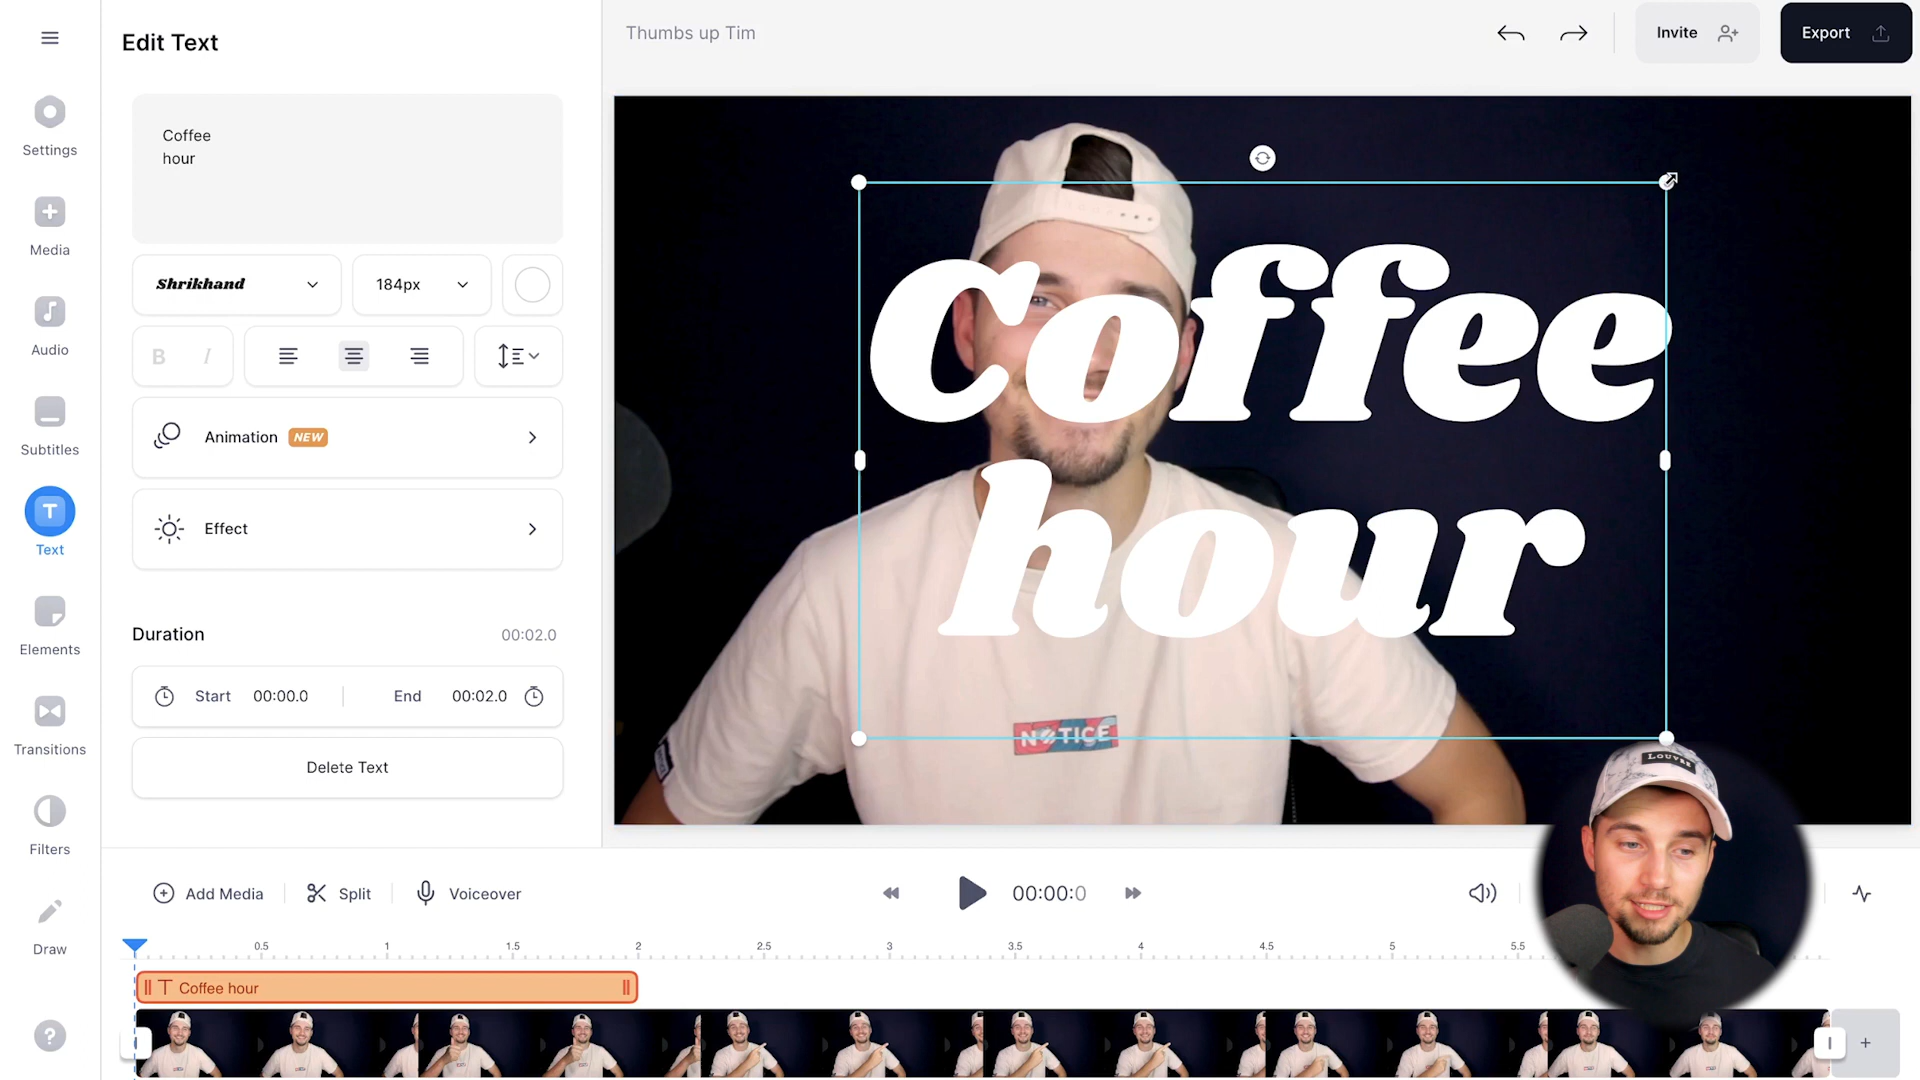 Edit Text
Thumbs up Tim
Invite
Export
Settings
Media
Audio
Subtitles
T
Text
Elements
Transitions
Filters
Draw
?
Coffee
hour
Shrikhand
184px
B I
Animation NEW
Effect
Duration 00:02.0
Start 00:00.0 End 00:02.0
Delete Text
Coffee
hour
NOTICE
LOUVRE
Add Media Split Voiceover
00:00:0
0.5 1 1.5 2 2.5 3 3.5 4 4.5 5 5.5
T Coffee hour
+